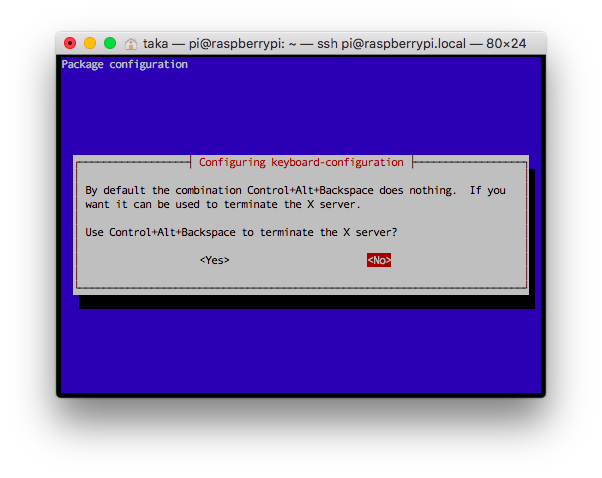 taka — pi@raspberrypi: ~ — ssh pi@raspberrypi.local — 80×24
Package configuration
Configuring keyboard-configuration
By default the combination Control+Alt+Backspace does nothing.  If you
want it can be used to terminate the X server.
Use Control+Alt+Backspace to terminate the X server?
<Yes> <No>